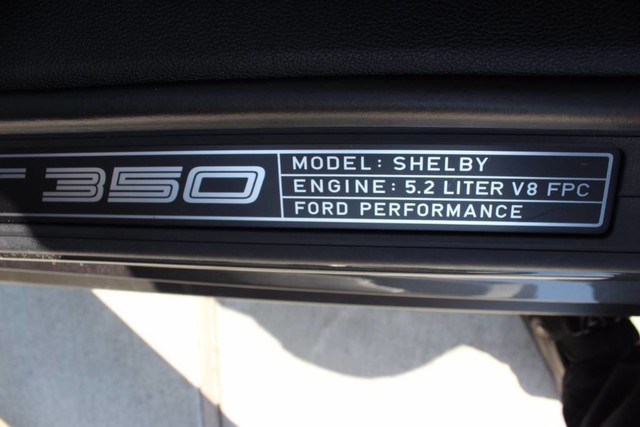 350
MODEL: SHELBY
ENGINE: 5.2 LITER V8 FPC
FORD PERFORMANCE